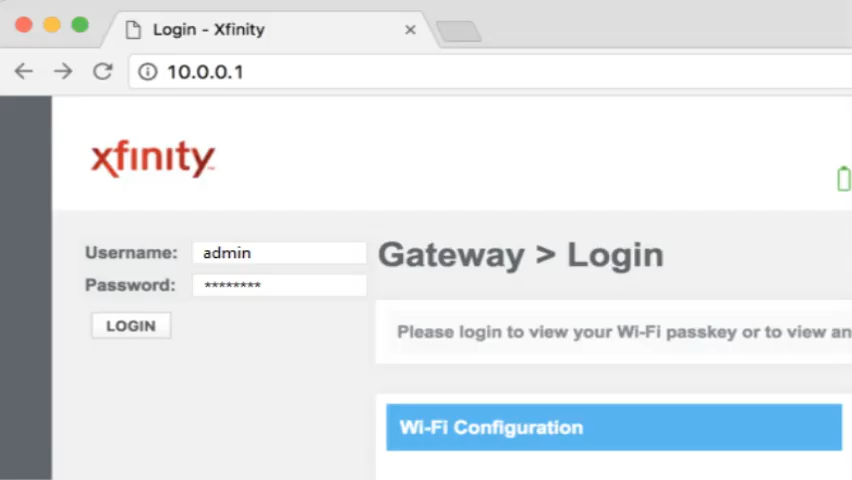 Login - Xfinity
10.0.0.1
xfinity
Username: admin
Password: ********
LOGIN
Gateway > Login
Please login to view your Wi-Fi passkey or to view an
Wi-Fi Configuration